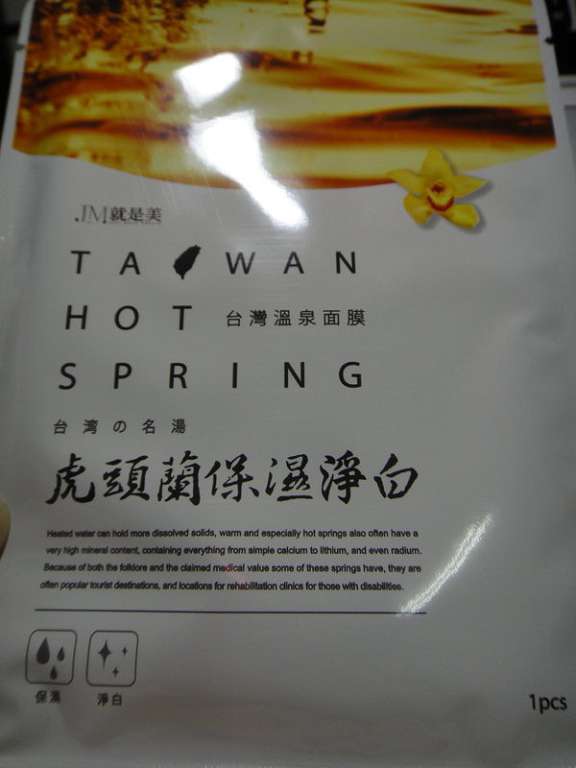 JM就是美
TAIWAN
HOT 台灣溫泉面膜
SPRING
台湾の名湯
虎頭蘭保濕淨白
Heated water can hold more dissolved solids, warm and especially hot springs also often have a
very high mineral content, containing everything from simple calcium to lithium, and even radium.
Because of both the folklore and the claimed medical value some of these springs have, they are
often popular tourist destinations, and locations for rehabilitation clinics for those with disabilities.
保濕 淨白
1pcs